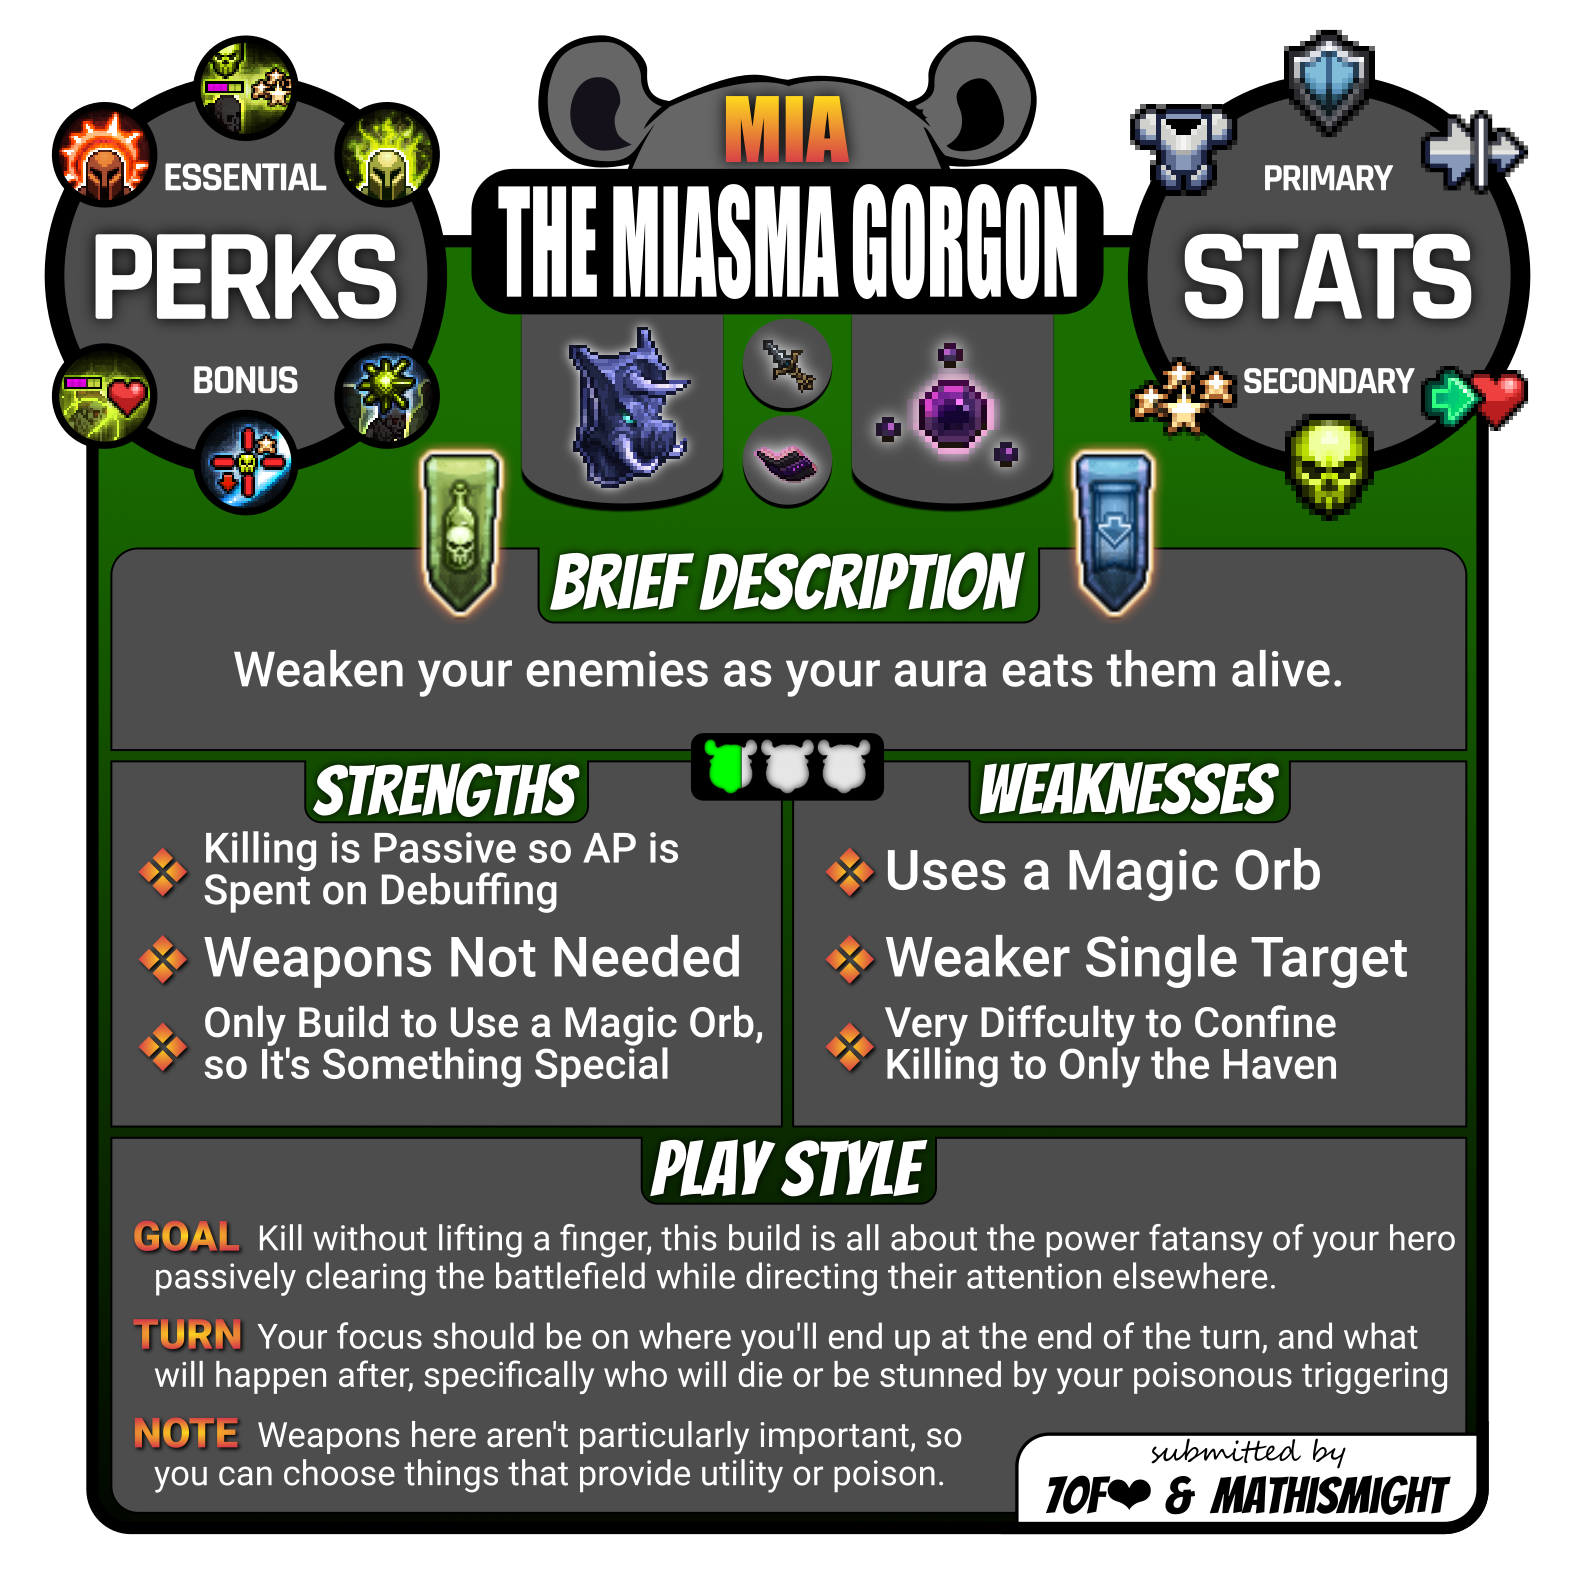 MIA
THE MIASMA GORGON
ESSENTIAL
PERKS
BONUS
PRIMARY
STATS
SECONDARY
BRIEF DESCRIPTION
Weaken your enemies as your aura eats them alive.
STRENGTHS
Killing is Passive so AP is
Spent on Debuffing
Weapons Not Needed
Only Build to Use a Magic Orb,
so It's Something Special
WEAKNESSES
Uses a Magic Orb
Weaker Single Target
Very Diffculty to Confine
Killing to Only the Haven
PLAY STYLE
GOAL Kill without lifting a finger, this build is all about the power fatansy of your hero
passively clearing the battlefield while directing their attention elsewhere.
TURN Your focus should be on where you'll end up at the end of the turn, and what
will happen after, specifically who will die or be stunned by your poisonous triggering
NOTE Weapons here aren't particularly important, so
you can choose things that provide utility or poison.
submitted by
7OF❤ & MATHISMIGHT